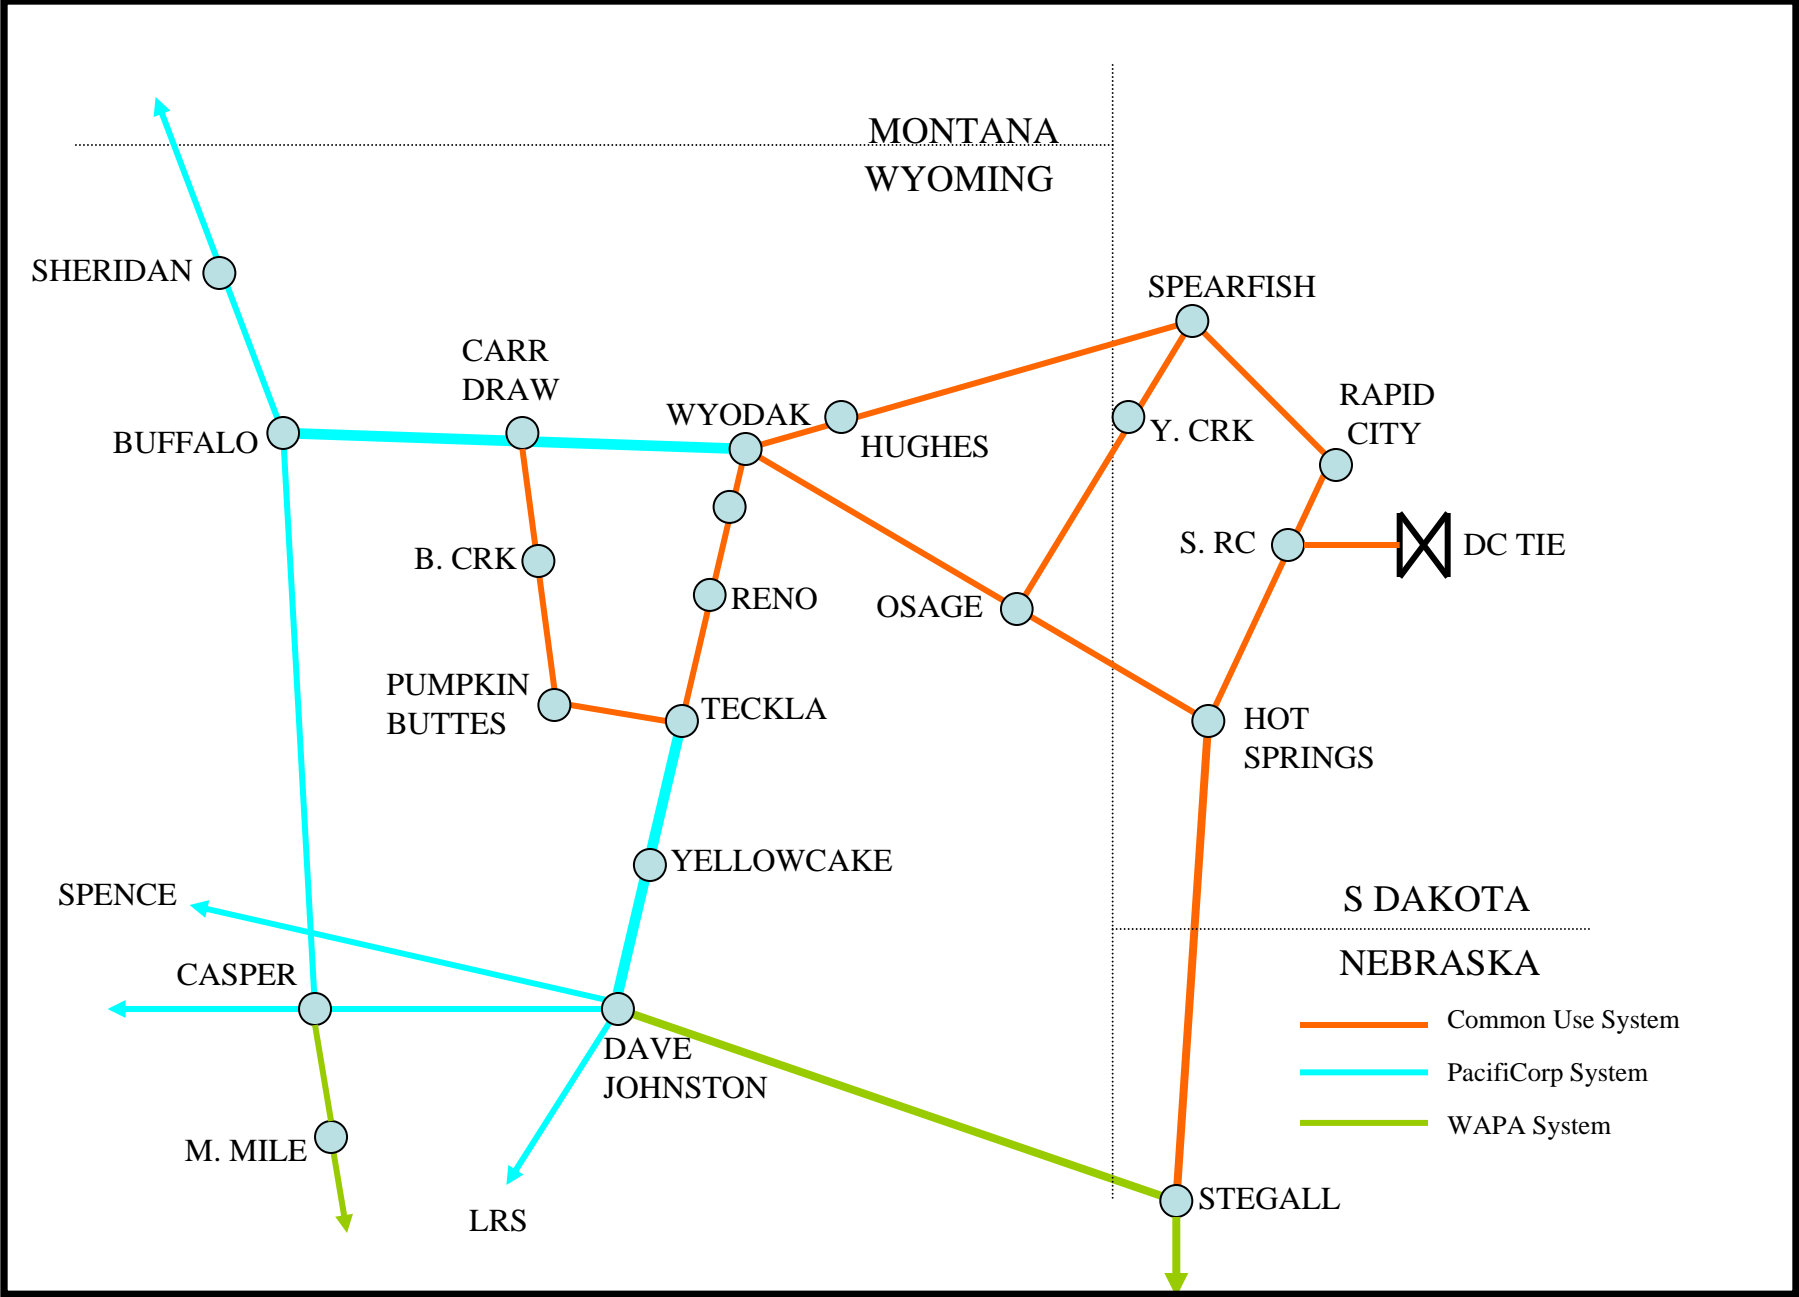 MONTANA
WYOMING
SHERIDAN
SPEARFISH
CARR
DRAW
RAPID
CITY
WYODAK
BUFFALO
HUGHES
Y. CRK
B. CRK
S. RC
DC TIE
RENO
OSAGE
PUMPKIN
BUTTES
TECKLA
HOT
SPRINGS
YELLOWCAKE
SPENCE
S DAKOTA
NEBRASKA
CASPER
Common Use System
DAVE
JOHNSTON
PacifiCorp System
WAPA System
M. MILE
STEGALL
LRS